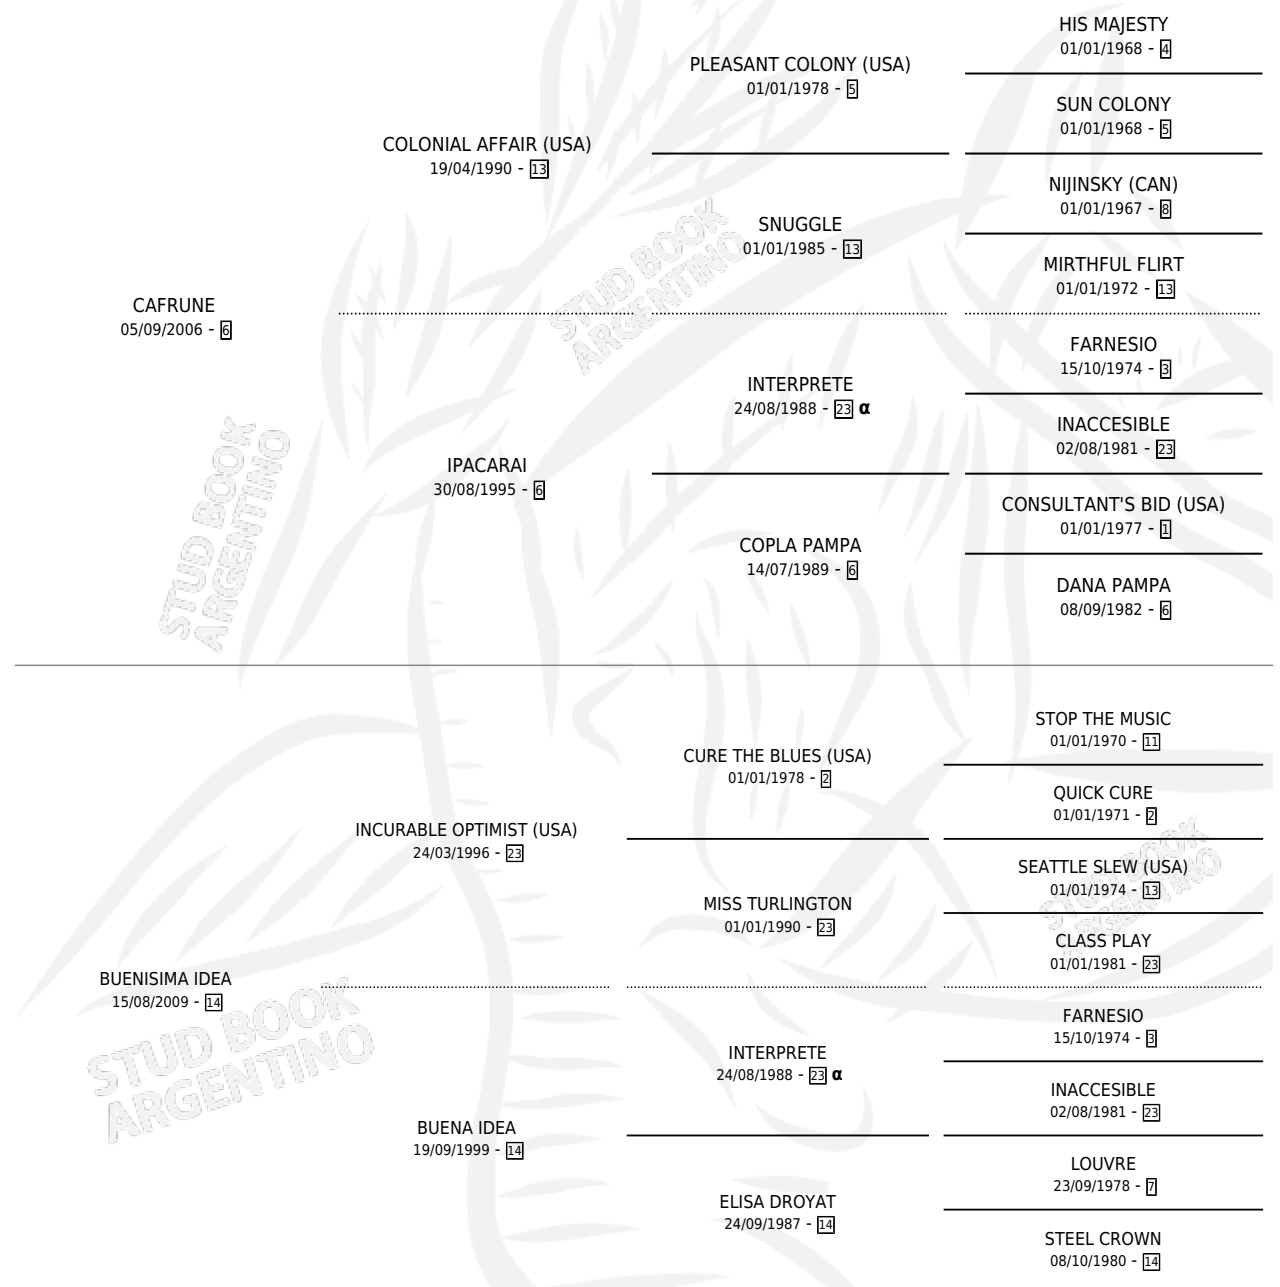 HIS MAJESTY
01/01/1968 - 4
PLEASANT COLONY (USA)
01/01/1978 - 5
SUN COLONY
01/01/1968 - 5
COLONIAL AFFAIR (USA)
19/04/1990 - 13
NIJINSKY (CAN)
01/01/1967 - 8
SNUGGLE
01/01/1985 - 13
MIRTHFUL FLIRT
01/01/1972 - 13
CAFRUNE
05/09/2006 - 6
FARNESIO
15/10/1974 - 3
INTERPRETE
24/08/1988 - 23 α
INACCESIBLE
02/08/1981 - 23
IPACARAI
30/08/1995 - 6
CONSULTANT'S BID (USA)
01/01/1977 - 1
COPLA PAMPA
14/07/1989 - 6
DANA PAMPA
08/09/1982 - 6
STUD BOOK
ARGENTINO
STUD BOOK
ARGENTINO
STOP THE MUSIC
01/01/1970 - 11
CURE THE BLUES (USA)
01/01/1978 - 2
QUICK CURE
01/01/1971 - 2
INCURABLE OPTIMIST (USA)
24/03/1996 - 23
SEATTLE SLEW (USA)
01/01/1974 - 13
MISS TURLINGTON
01/01/1990 - 23
CLASS PLAY
01/01/1981 - 23
BUENISIMA IDEA
15/08/2009 - 14
FARNESIO
15/10/1974 - 3
INTERPRETE
24/08/1988 - 23 α
INACCESIBLE
02/08/1981 - 23
BUENA IDEA
19/09/1999 - 14
LOUVRE
23/09/1978 - 7
ELISA DROYAT
24/09/1987 - 14
STEEL CROWN
08/10/1980 - 14
STUD BOOK
ARGENTINO
STUD BOOK
ARGENTINO